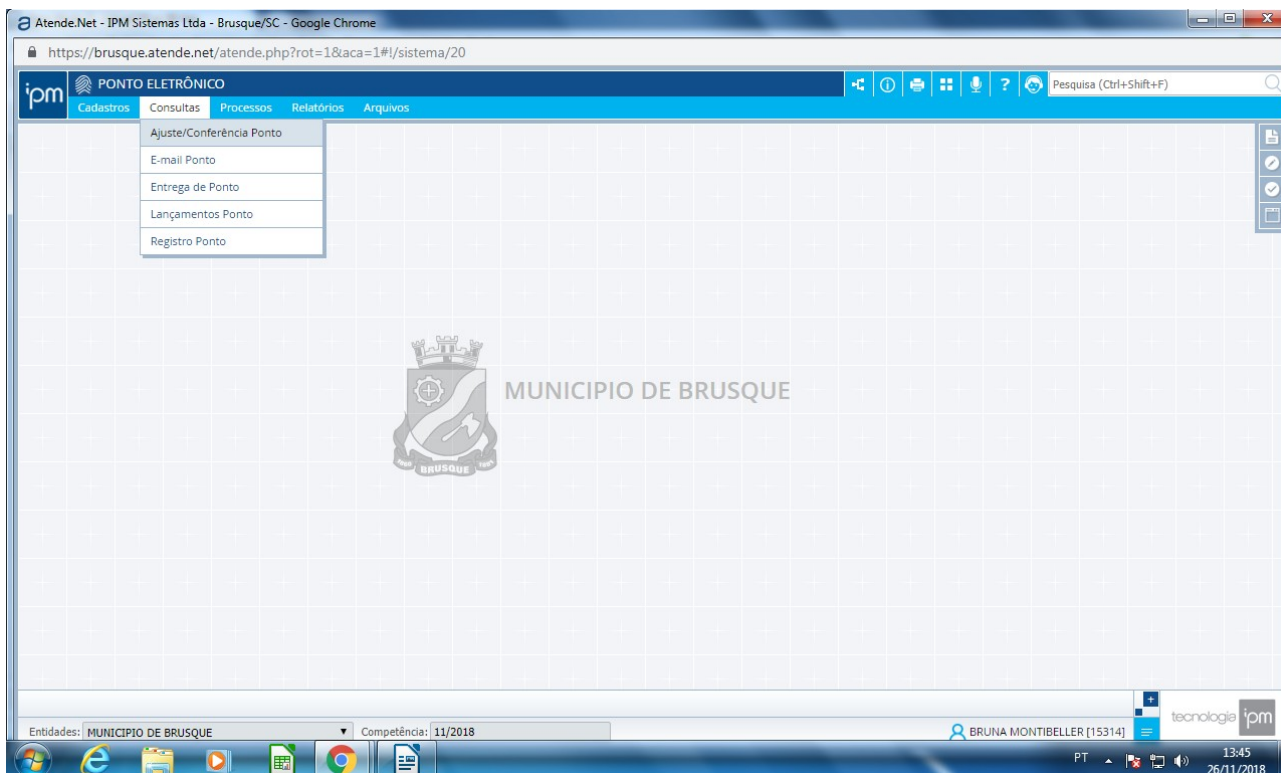 Atende.Net - IPM Sistemas Ltda - Brusque/SC - Google Chrome
https://brusque.atende.net/atende.php?rot=1&aca=1#!/sistema/20
ipm
PONTO ELETRÔNICO
? Pesquisa (Ctrl+Shift+F)
Cadastros Consultas Processos Relatórios Arquivos
Ajuste/Conferência Ponto
E-mail Ponto
Entrega de Ponto
Lançamentos Ponto
Registro Ponto
MUNICIPIO DE BRUSQUE
BRUSQUE
tecnologia ipm
Entidades: MUNICIPIO DE BRUSQUE Competência: 11/2018 BRUNA MONTIBELLER [15314]
PT 13:45
26/11/2018